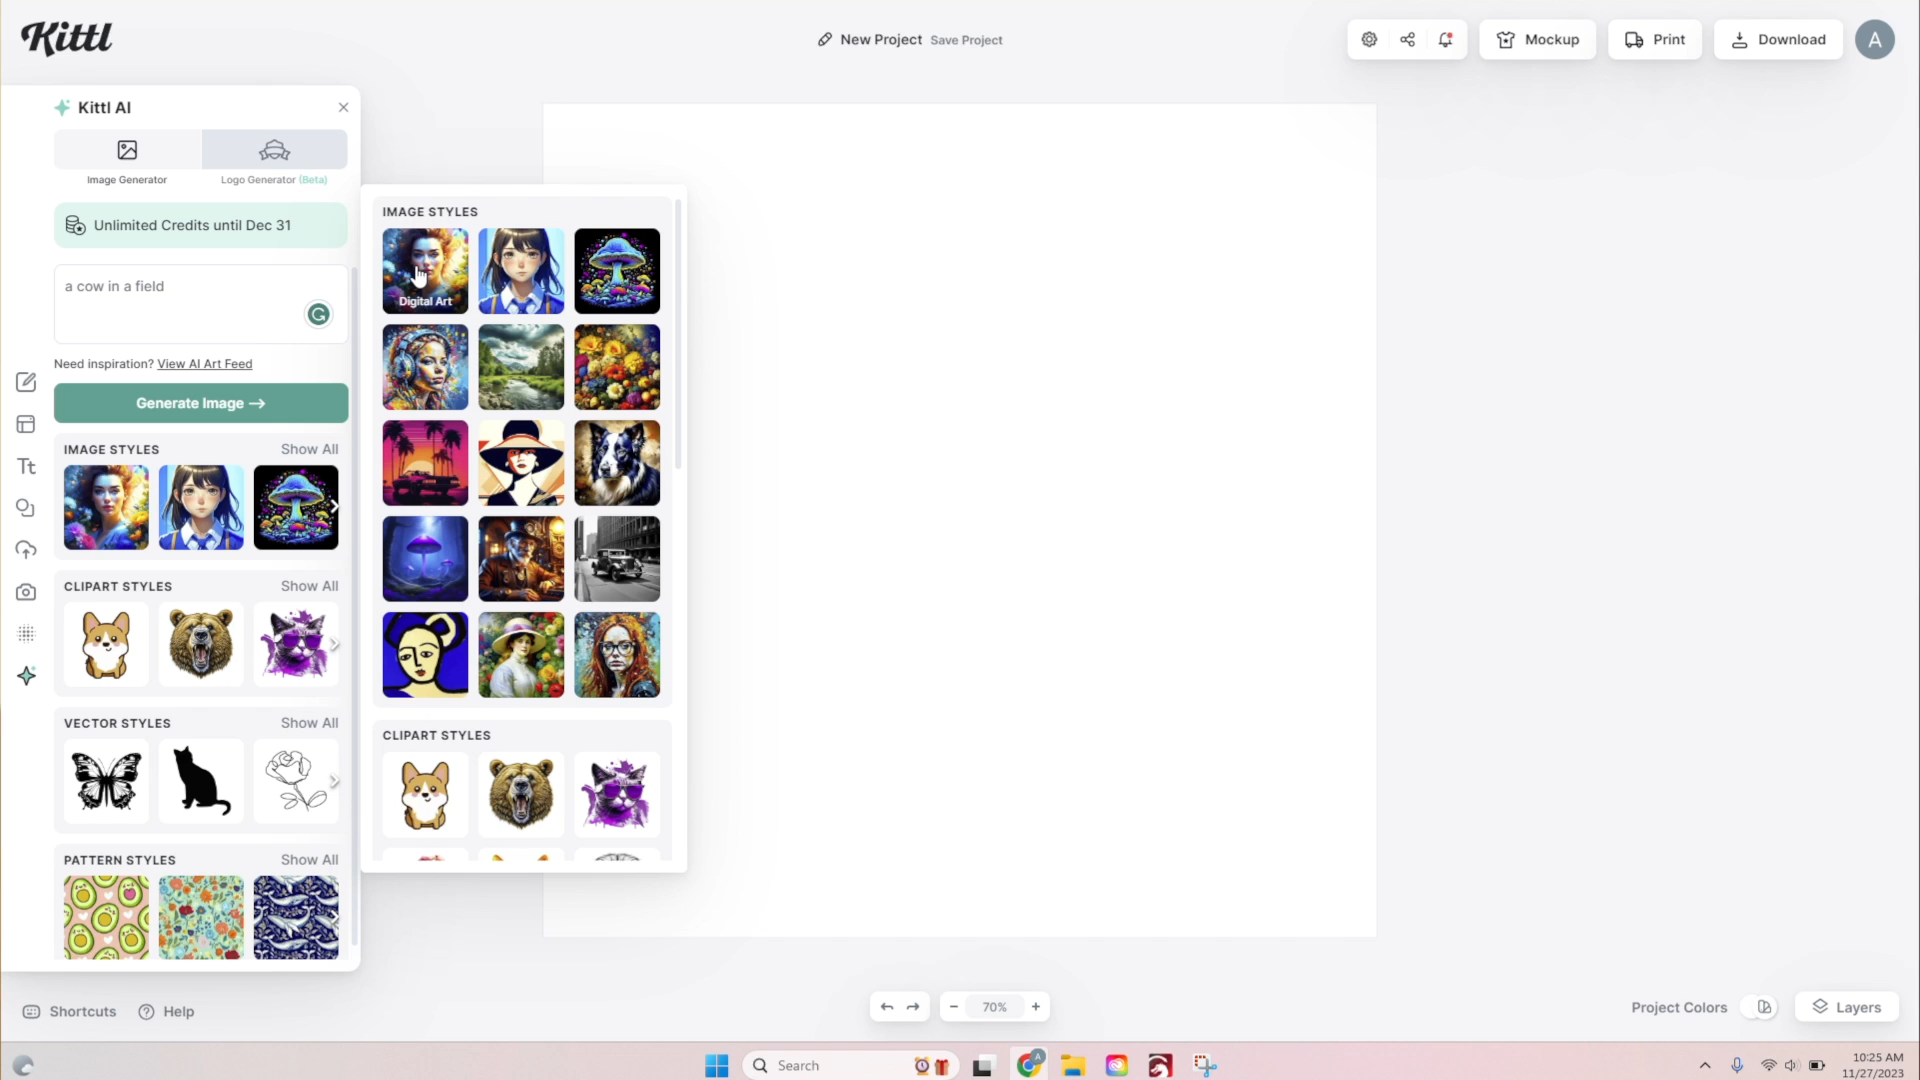 Kittl
New Project Save Project
Mockup
Print
Download
A
Kittl AI
Image Generator
Logo Generator (Beta)
Unlimited Credits until Dec 31
a cow in a field
Need inspiration? View AI Art Feed
Generate Image →
IMAGE STYLES Show All
CLIPART STYLES Show All
VECTOR STYLES Show All
PATTERN STYLES Show All
IMAGE STYLES
Digital Art
CLIPART STYLES
Tt
Shortcuts
Help
70%
Project Colors
Layers
Search
A
10:25 AM
11/27/2023